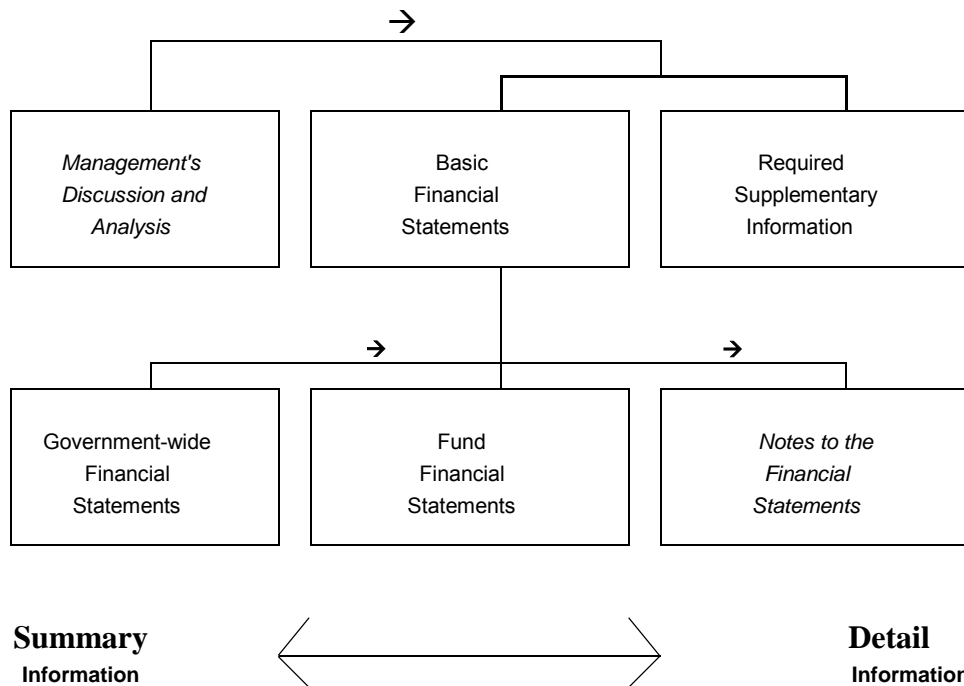 →
Management's
Discussion and
Analysis
Basic
Financial
Statements
Required
Supplementary
Information
→
→
Government-wide
Financial
Statements
Fund
Financial
Statements
Notes to the
Financial
Statements
Summary
Information
Detail
Information